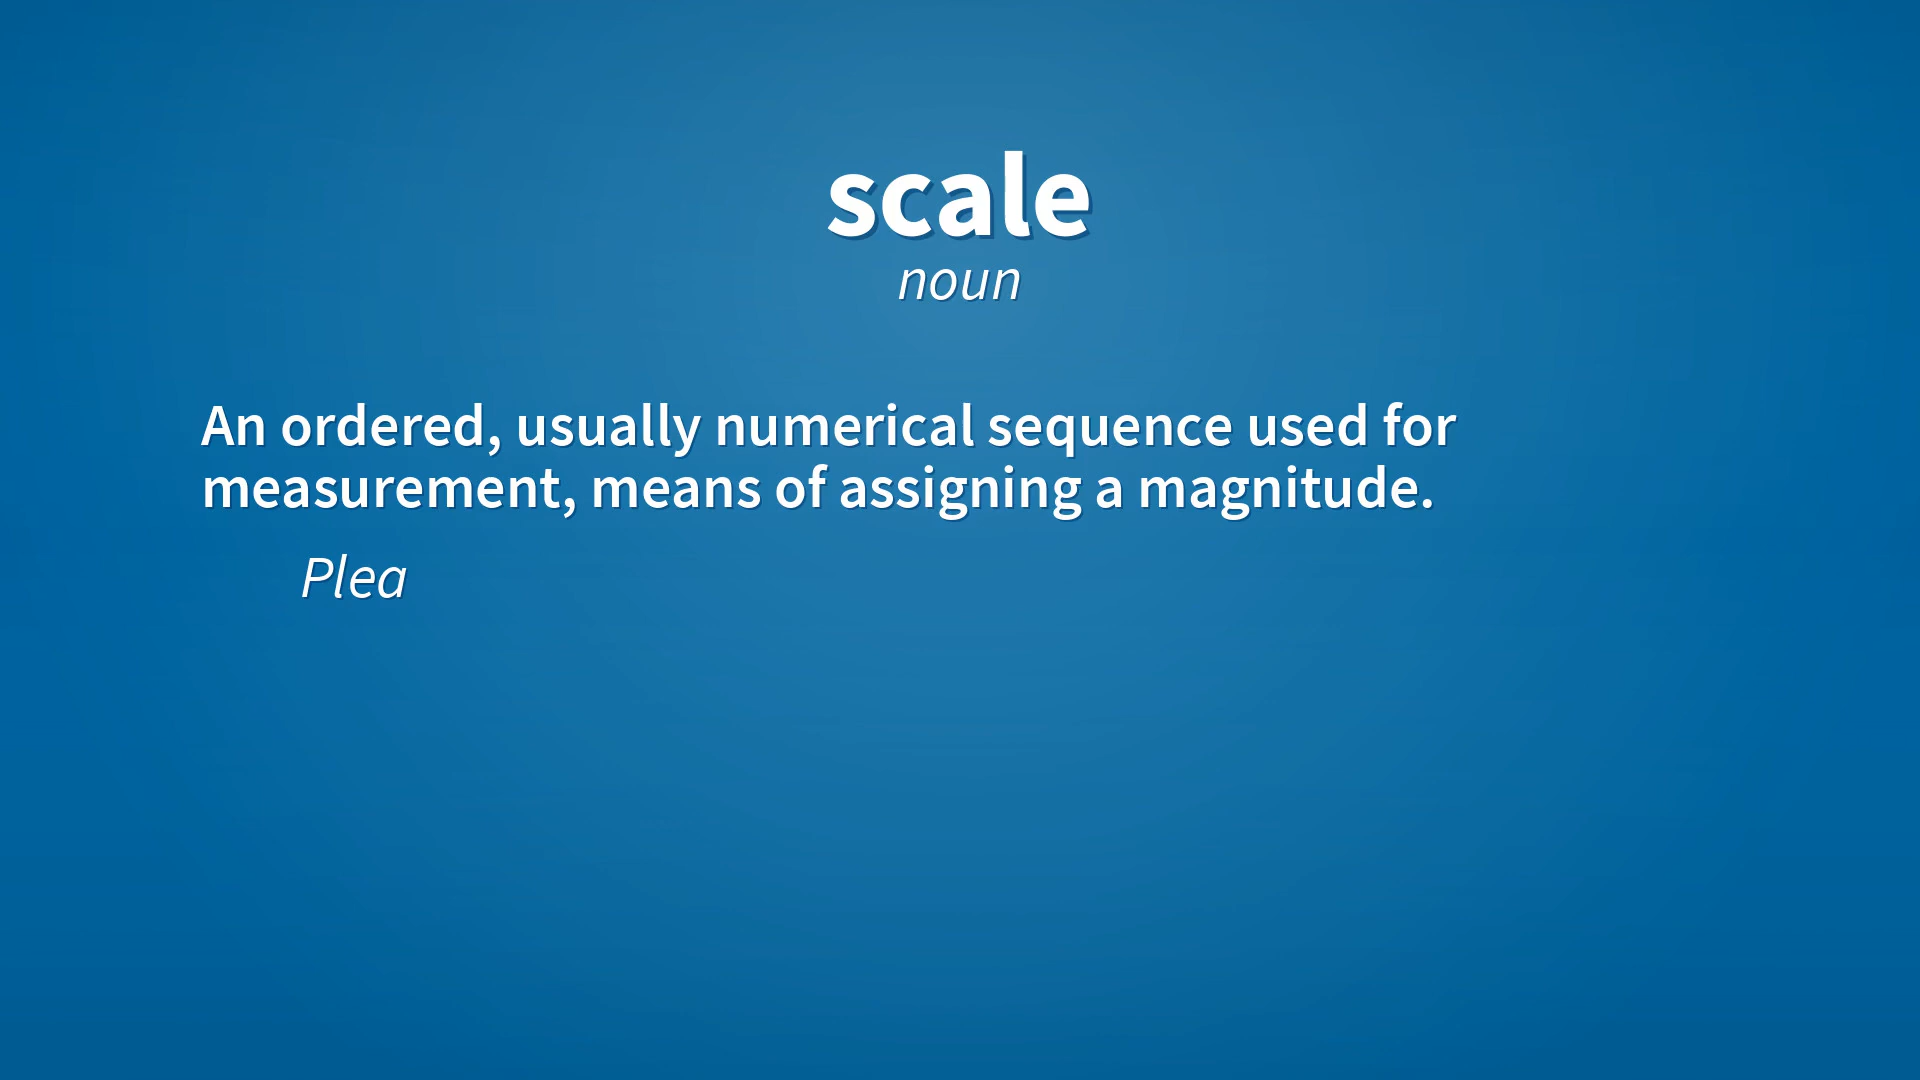 scale
noun
An ordered, usually numerical sequence used for
measurement, means of assigning a magnitude.
Plea